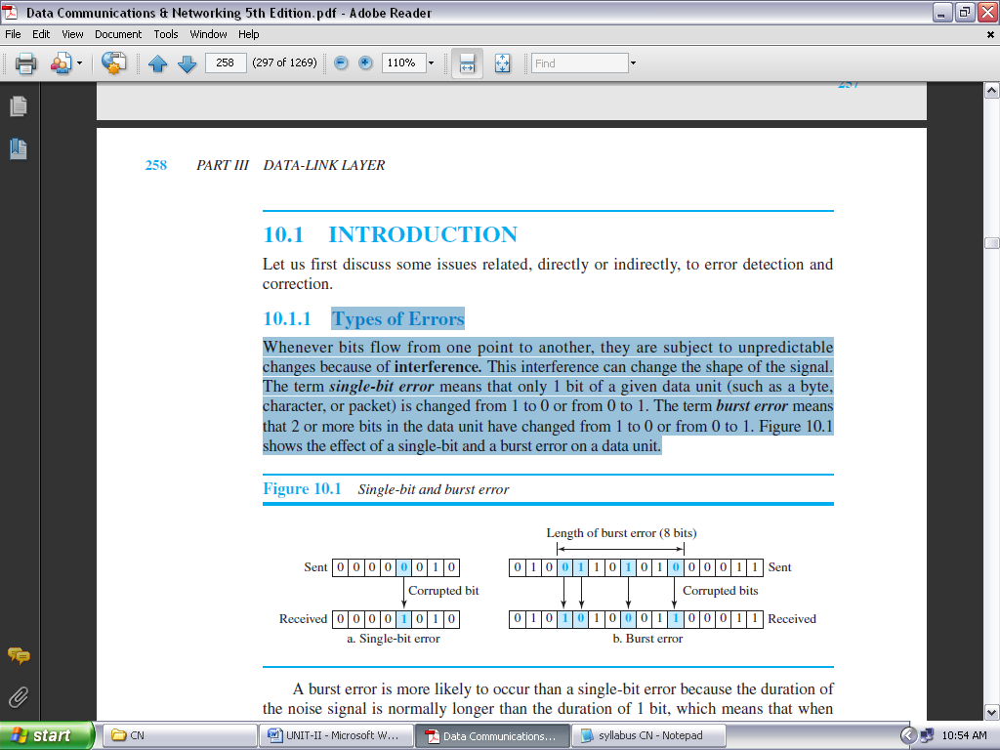 Data Communications & Networking 5th Edition.pdf - Adobe Reader
File Edit View Document Tools Window Help
258 (297 of 1269) 110% Find
257
258 PART III DATA-LINK LAYER
10.1 INTRODUCTION
Let us first discuss some issues related, directly or indirectly, to error detection and
correction.
10.1.1 Types of Errors
Whenever bits flow from one point to another, they are subject to unpredictable
changes because of interference. This interference can change the shape of the signal.
The term single-bit error means that only 1 bit of a given data unit (such as a byte,
character, or packet) is changed from 1 to 0 or from 0 to 1. The term burst error means
that 2 or more bits in the data unit have changed from 1 to 0 or from 0 to 1. Figure 10.1
shows the effect of a single-bit and a burst error on a data unit.
Figure 10.1 Single-bit and burst error
Length of burst error (8 bits)
Sent 0 0 0 0 0 0 1 0
0 1 0 0 1 1 0 1 0 1 0 0 0 0 1 1 Sent
Corrupted bit
Corrupted bits
Received 0 0 0 0 1 0 1 0
0 1 0 1 0 1 0 0 0 1 1 0 0 0 1 1 Received
a. Single-bit error
b. Burst error
A burst error is more likely to occur than a single-bit error because the duration of
the noise signal is normally longer than the duration of 1 bit, which means that when
start CN UNIT-II - Microsoft W... Data Communications... syllabus CN - Notepad 10:54 AM